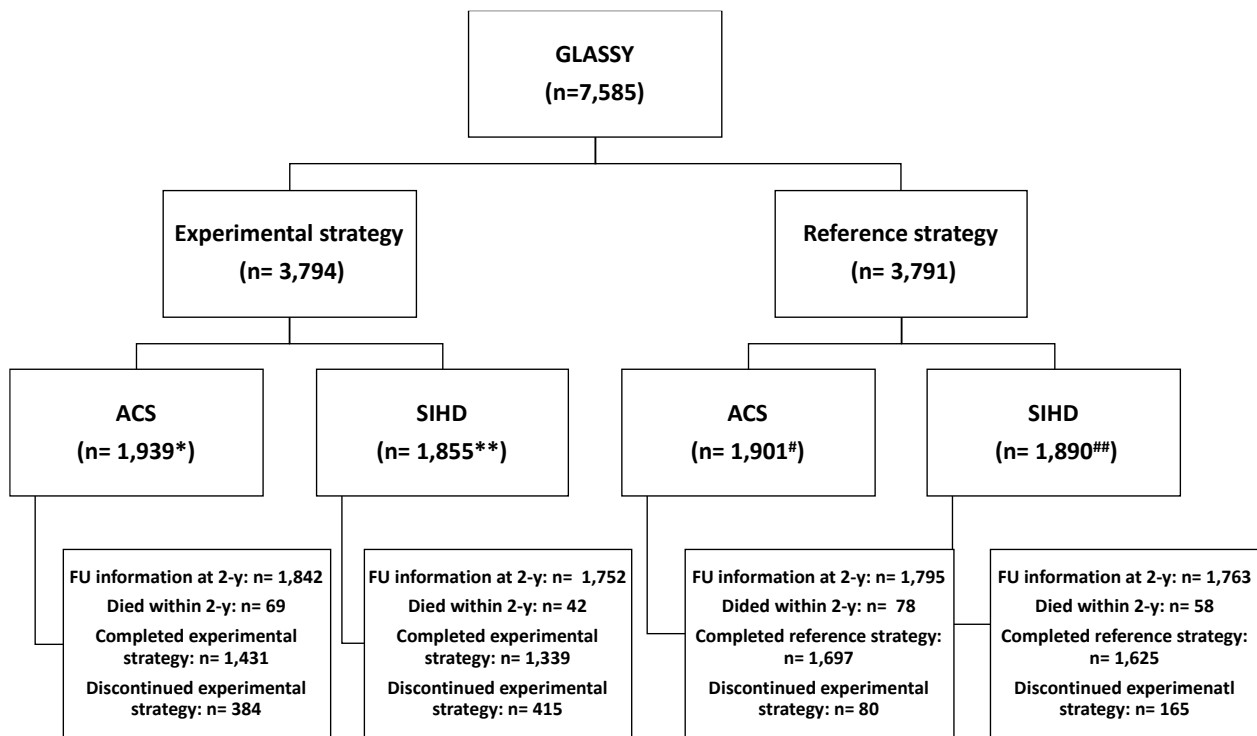 GLASSY
(n=7,585)
Experimental strategy
(n= 3,794)
Reference strategy
(n= 3,791)
ACS
(n= 1,939*)
SIHD
(n= 1,855**)
ACS
(n= 1,901#)
SIHD
(n= 1,890##)
FU information at 2-y: n= 1,842
Died within 2-y: n= 69
Completed experimental
strategy: n= 1,431
Discontinued experimental
strategy: n= 384
FU information at 2-y: n=  1,752
Died within 2-y: n= 42
Completed experimental
strategy: n= 1,339
Discontinued experimental
strategy: n= 415
FU information at 2-y: n= 1,795
Dided within 2-y: n=  78
Completed reference strategy:
n= 1,697
Discontinued experimental
strategy: n= 80
FU information at 2-y: n= 1,763
Died within 2-y: n= 58
Completed reference strategy:
n= 1,625
Discontinued experimenatl
strategy: n= 165